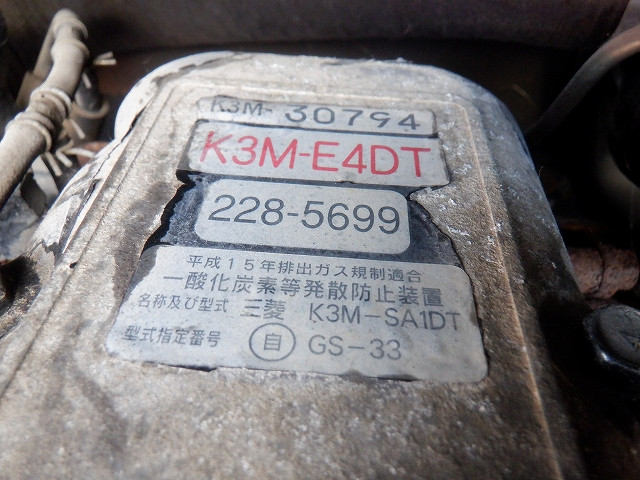 K3M- 30794
K3M-E4DT
228-5699
平成15年排出ガス規制適合
一酸化炭素等発散防止装置
名称及び型式 三菱 K3M-SA1DT
型式指定番号 自 GS-33